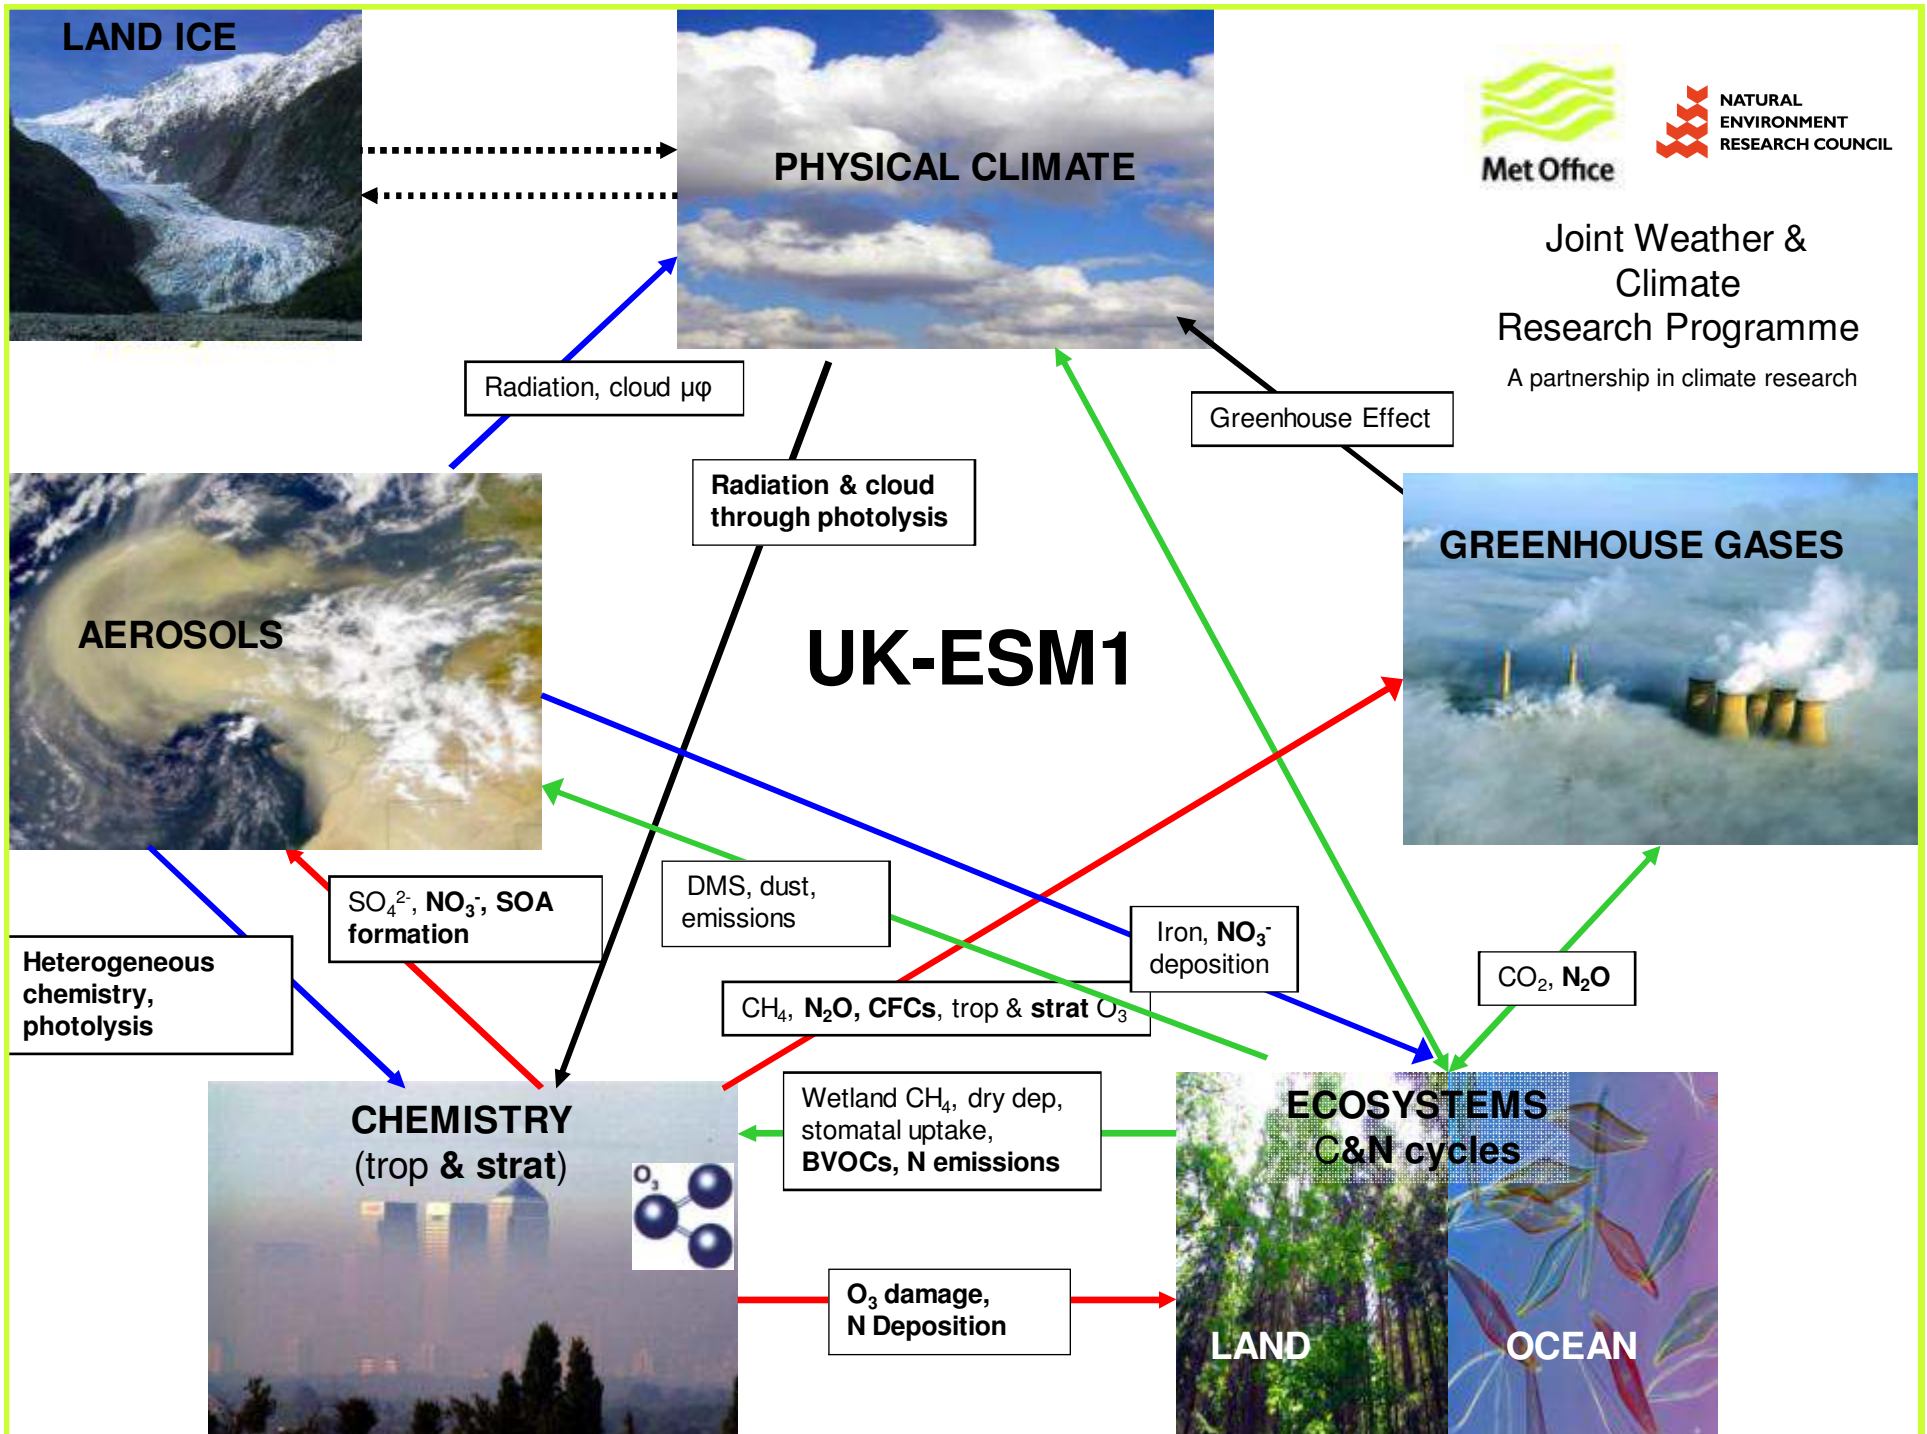 LAND ICE
PHYSICAL CLIMATE
Met Office
NATURAL
ENVIRONMENT
RESEARCH COUNCIL
Joint Weather &
Climate
Research Programme
A partnership in climate research
Radiation, cloud μφ
Greenhouse Effect
Radiation & cloud
through photolysis
GREENHOUSE GASES
AEROSOLS
UK-ESM1
SO₄²⁻, NO₃⁻, SOA
formation
DMS, dust,
emissions
Iron, NO₃⁻
deposition
Heterogeneous
chemistry,
photolysis
CO₂, N₂O
CH₄, N₂O, CFCs, trop & strat O₃
CHEMISTRY
(trop & strat)
O₃
Wetland CH₄, dry dep,
stomatal uptake,
BVOCs, N emissions
ECOSYSTEMS
C&N cycles
O₃ damage,
N Deposition
LAND
OCEAN